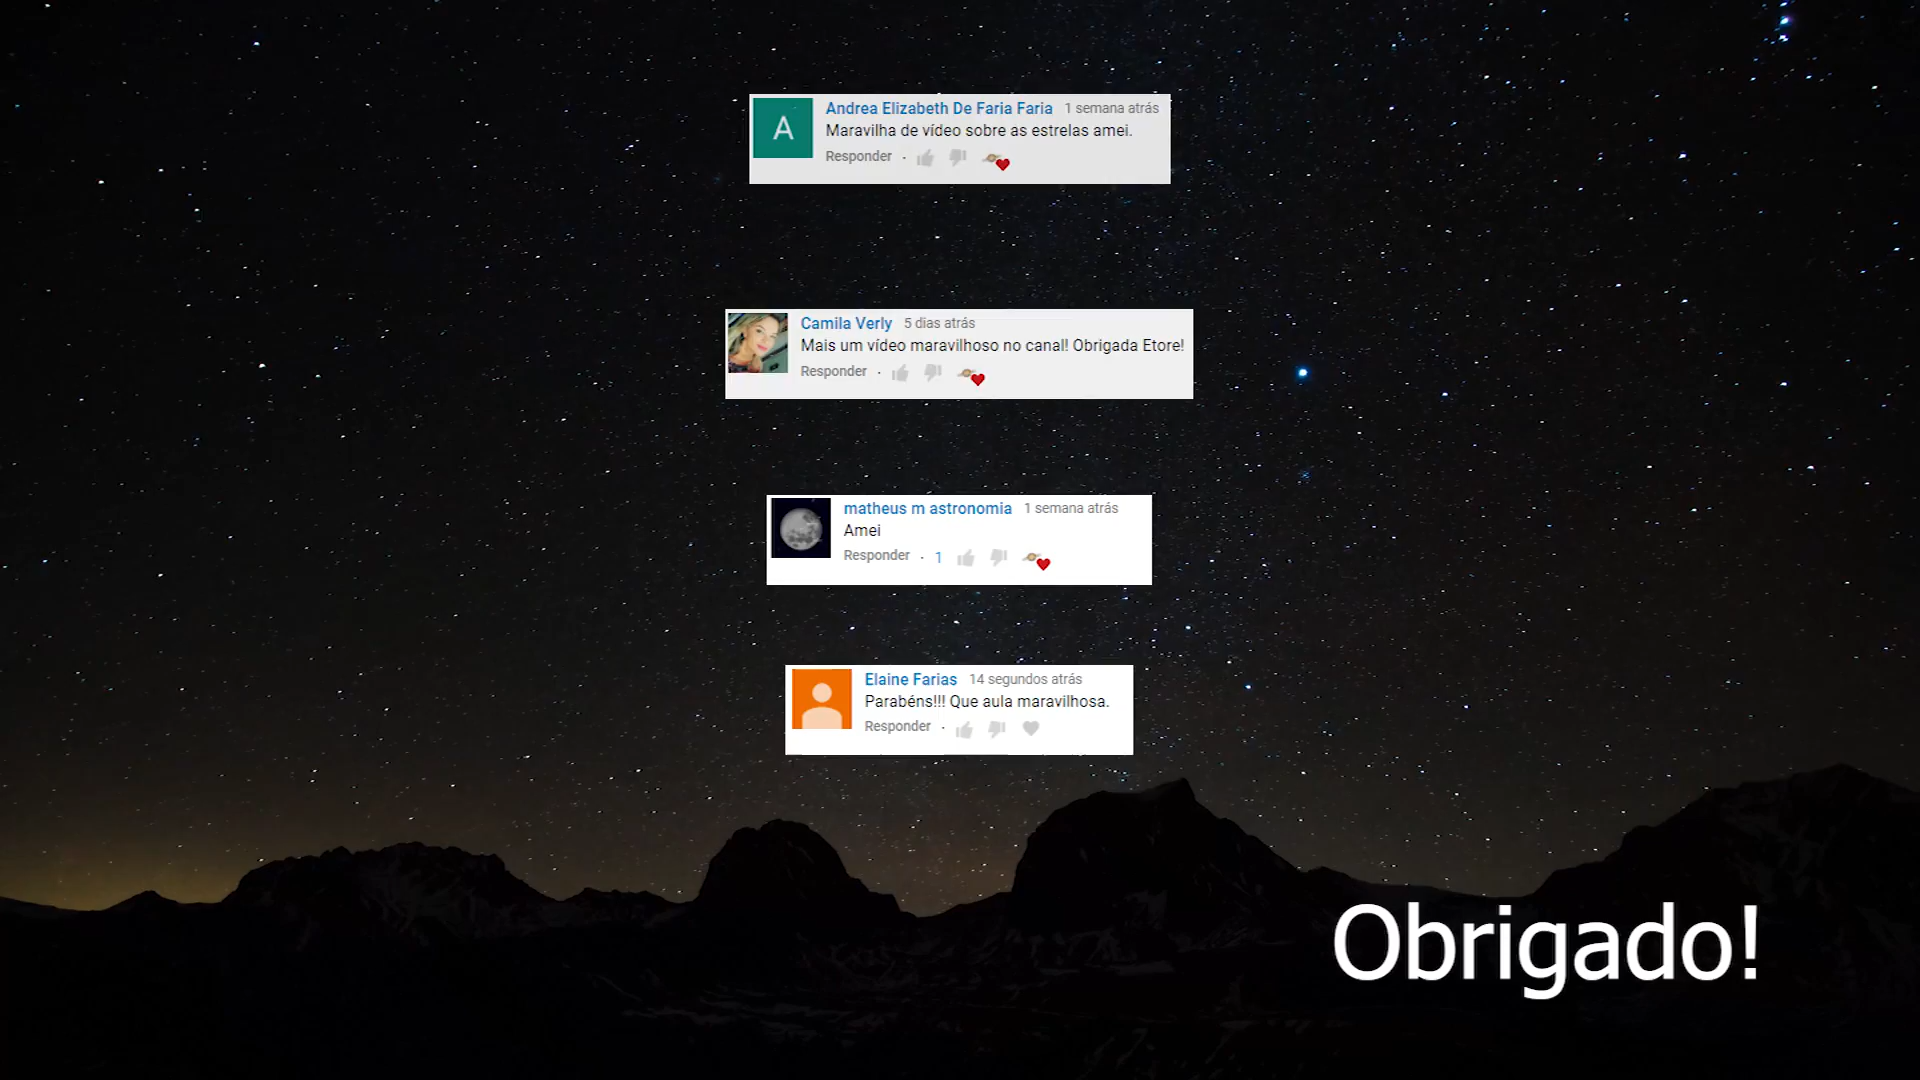 A
Andrea Elizabeth De Faria Faria 1 semana atrás
Maravilha de vídeo sobre as estrelas amei.
Responder ·
Camila Verly 5 dias atrás
Mais um vídeo maravilhoso no canal! Obrigada Etore!
Responder ·
matheus m astronomia 1 semana atrás
Amei
Responder · 1
Elaine Farias 14 segundos atrás
Parabéns!!! Que aula maravilhosa.
Responder ·
Obrigado!